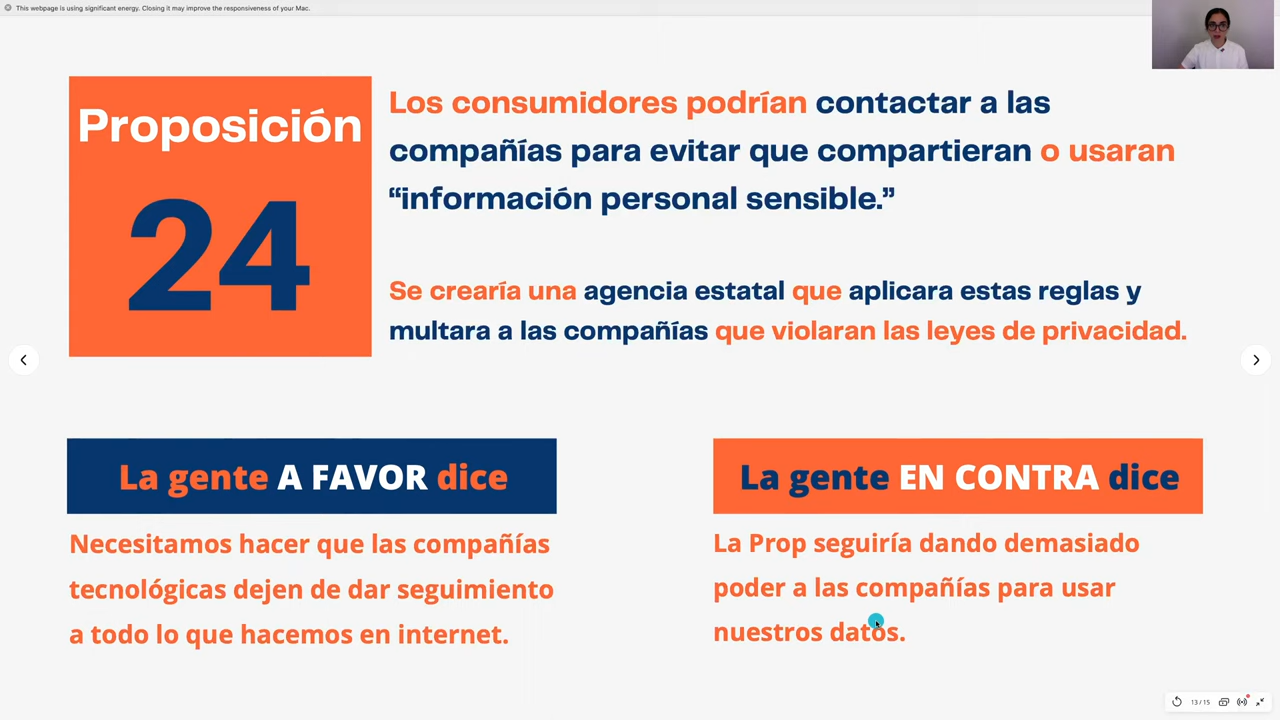 This webpage is using significant energy. Closing it may improve the responsiveness of your Mac.
Proposición
24
Los consumidores podrían contactar a las
compañías para evitar que compartieran o usaran
“información personal sensible.”
Se crearía una agencia estatal que aplicara estas reglas y
multara a las compañías que violaran las leyes de privacidad.
La gente A FAVOR dice
Necesitamos hacer que las compañías
tecnológicas dejen de dar seguimiento
a todo lo que hacemos en internet.
La gente EN CONTRA dice
La Prop seguiría dando demasiado
poder a las compañías para usar
nuestros datos.
13 / 15